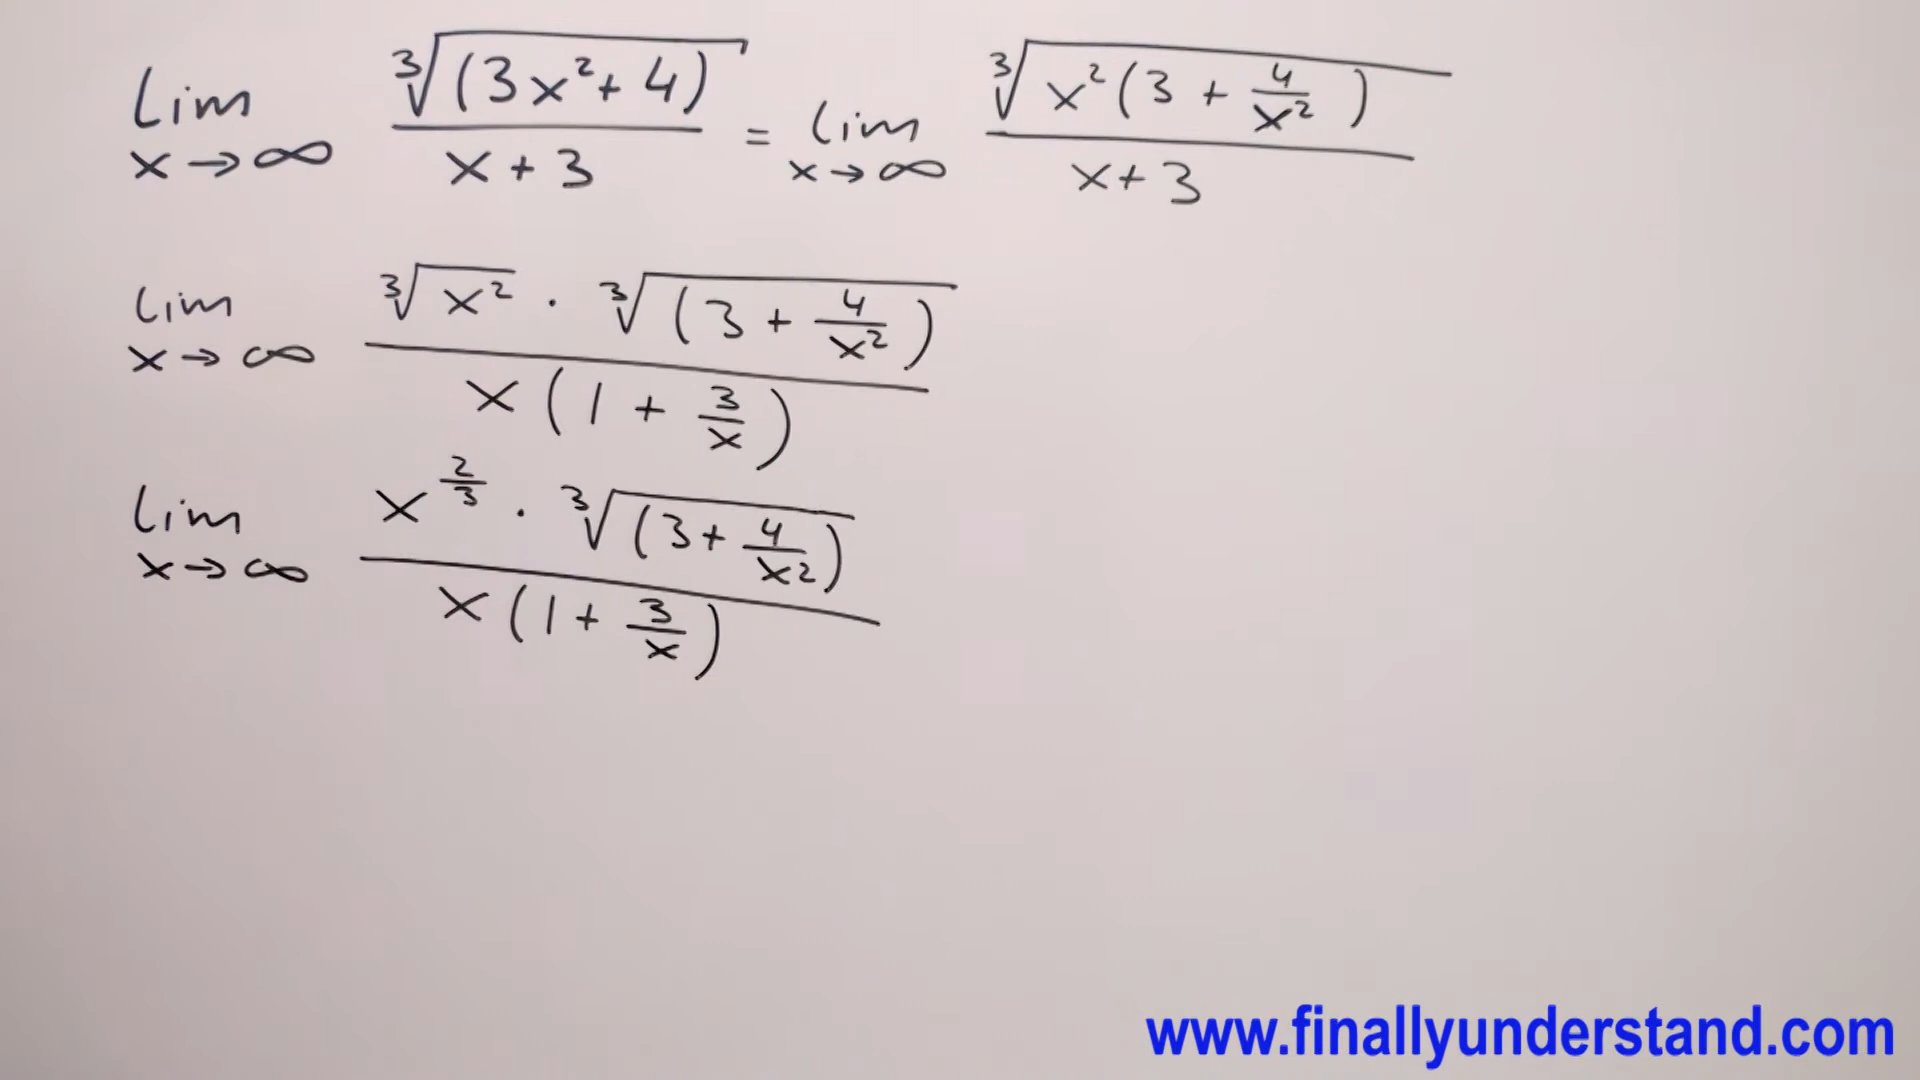 lim x→∞ ∛(3x²+4) / x+3 = lim x→∞ ∛x²(3 + 4/x²) / x+3
lim x→∞ ∛x² · ∛(3 + 4/x²) / x(1 + 3/x)
lim x→∞ x^(2/3) · ∛(3+ 4/x²) / x(1 + 3/x)
www.finallyunderstand.com